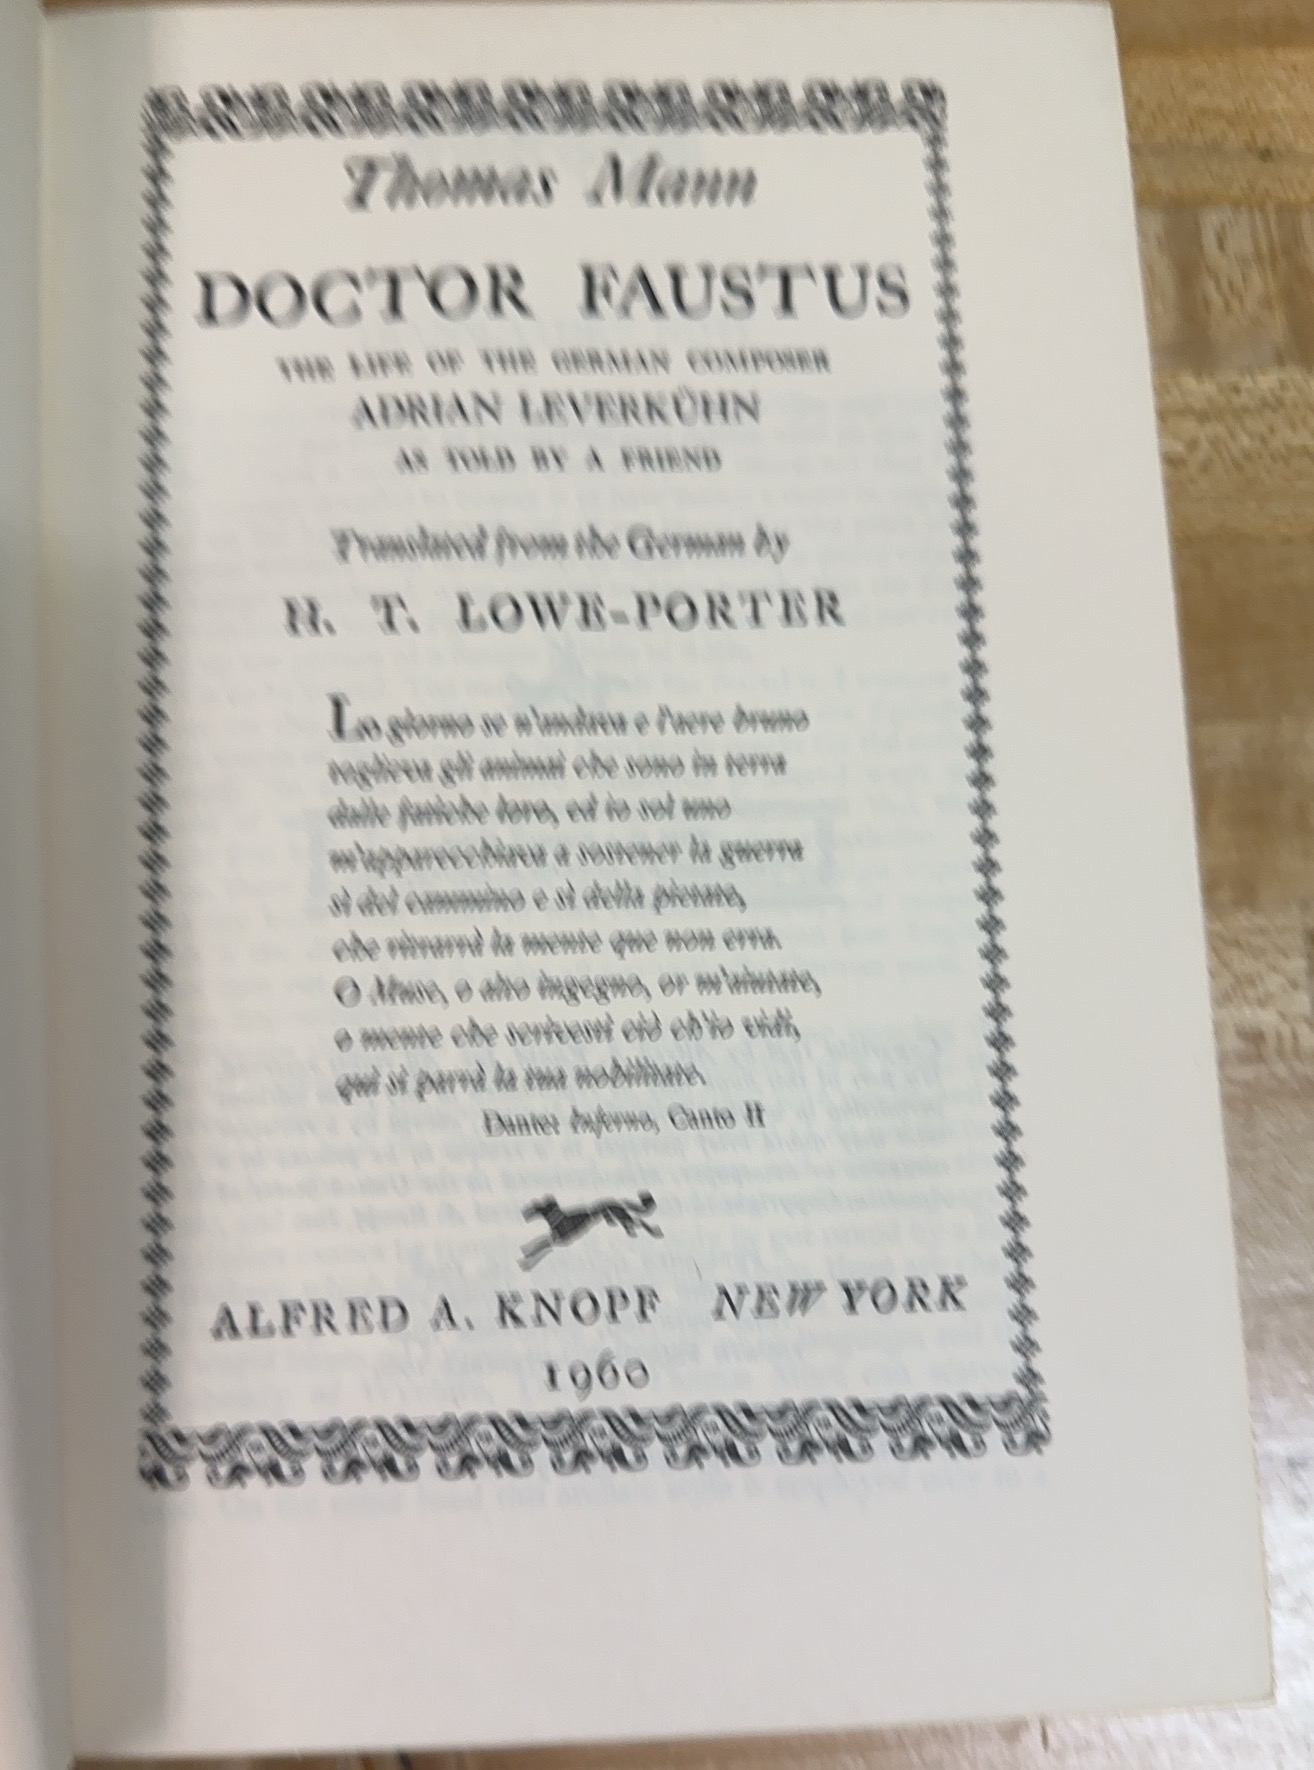 Thomas Mann
DOCTOR FAUSTUS
THE LIFE OF THE GERMAN COMPOSER
ADRIAN LEVERKÜHN
AS TOLD BY A FRIEND
Translated from the German by
H. T. LOWE-PORTER
Lo giorno se n'andava e l'aere bruno
toglieva gli animai che sono in terra
dalle fatiche loro, ed io sol uno
m'apparecchiava a sostener la guerra
sì del cammino e sì della pietate,
che ritrarrà la mente que non erra.
O Muse, o alto ingegno, or m'aiutate,
o mente che scrivesti ciò ch'io vidi,
qui si parrà la tua nobilitate.
Dante: Inferno, Canto II
ALFRED A. KNOPF NEW YORK
1960